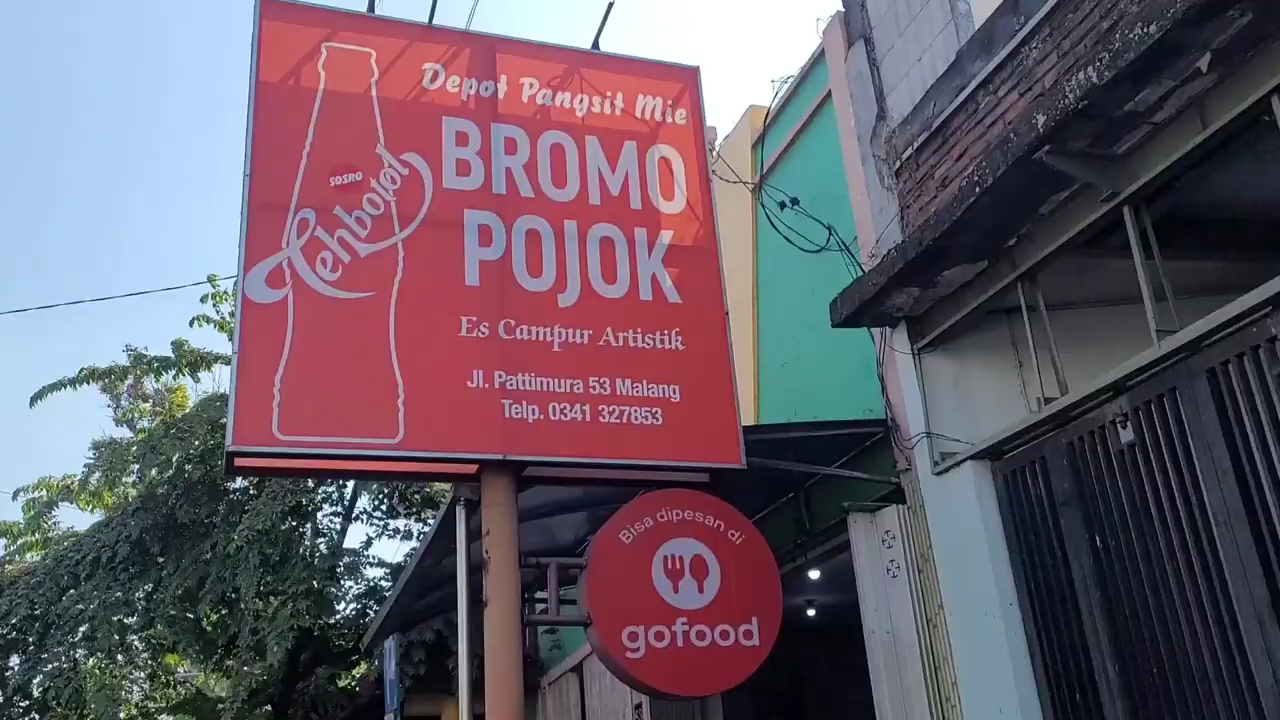 Depot Pangsit Mie
BROMO
POJOK
SOSRO
Tehbotol
Es Campur Artistik
Jl. Pattimura 53 Malang
Telp. 0341 327853
Bisa dipesan di
gofood